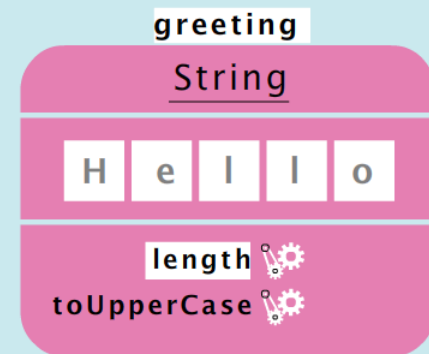 greeting
String
H e l l o
length
toUpperCase